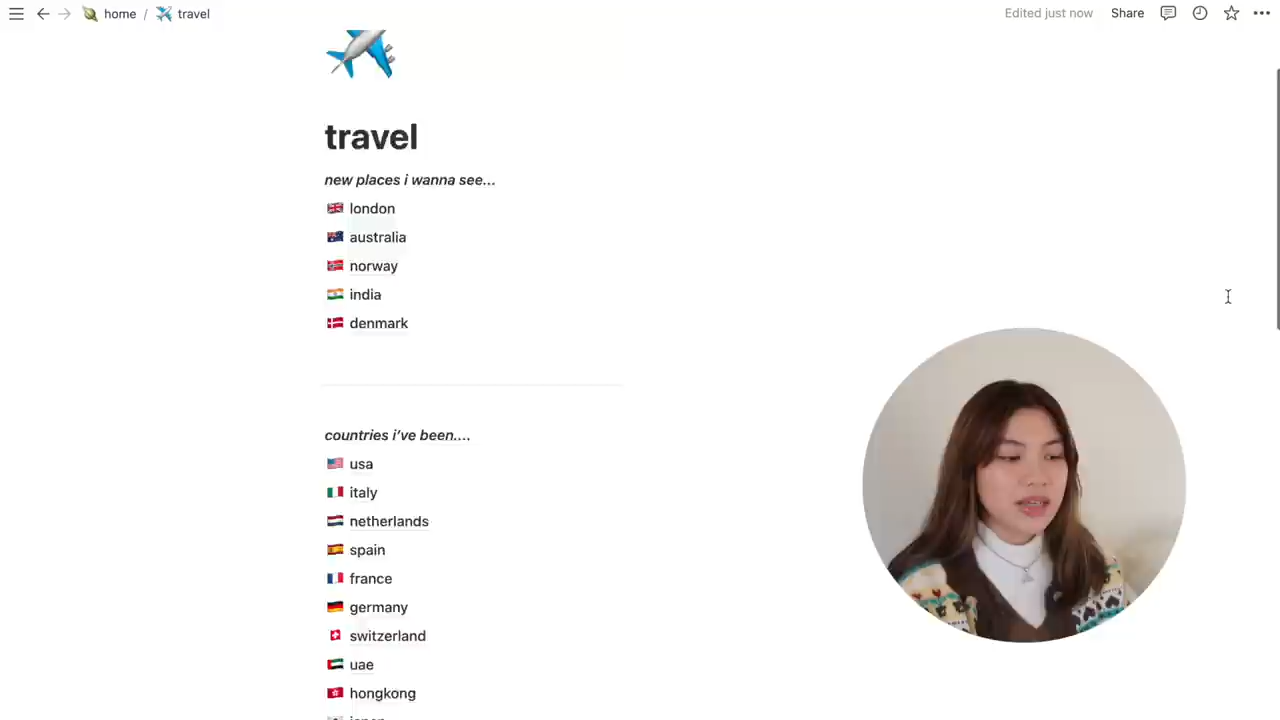 home / travel
Edited just now
Share
travel
new places i wanna see...
london
australia
norway
india
denmark
countries i've been....
usa
italy
netherlands
spain
france
germany
switzerland
uae
hongkong